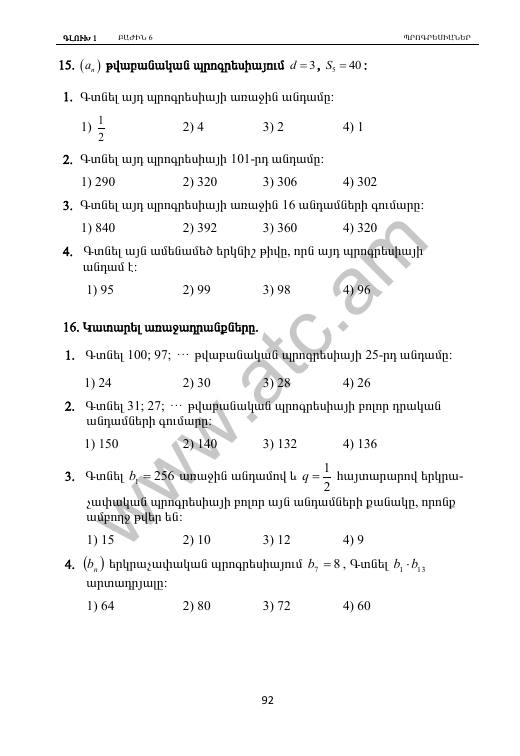 ԳԼՈՒԽ 1 ԲԱԺԻՆ 6 ՊՐՈԳՐԵՍԻԱՆԵՐ
15. (aₙ) թվաբանական պրոգրեսիայում d = 3, S₅ = 40:
1. Գտնել այդ պրոգրեսիայի առաջին անդամը:
1) 1/2 2) 4 3) 2 4) 1
2. Գտնել այդ պրոգրեսիայի 101-րդ անդամը:
1) 290 2) 320 3) 306 4) 302
3. Գտնել այդ պրոգրեսիայի առաջին 16 անդամների գումարը:
1) 840 2) 392 3) 360 4) 320
4. Գտնել այն ամենամեծ երկնիշ թիվը, որն այդ պրոգրեսիայի
անդամ է:
1) 95 2) 99 3) 98 4) 96
16. Կատարել առաջադրանքները.
1. Գտնել 100; 97; ⋯ թվաբանական պրոգրեսիայի 25-րդ անդամը:
1) 24 2) 30 3) 28 4) 26
2. Գտնել 31; 27; ⋯ թվաբանական պրոգրեսիայի բոլոր դրական
անդամների գումարը:
1) 150 2) 140 3) 132 4) 136
3. Գտնել b₁ = 256 առաջին անդամով և q = 1/2 հայտարարով երկրա-
չափական պրոգրեսիայի բոլոր այն անդամների քանակը, որոնք
ամբողջ թվեր են:
1) 15 2) 10 3) 12 4) 9
4. (bₙ) երկրաչափական պրոգրեսիայում b₇ = 8, Գտնել b₁ · b₁₃
արտադրյալը:
1) 64 2) 80 3) 72 4) 60
www.atc.am
92